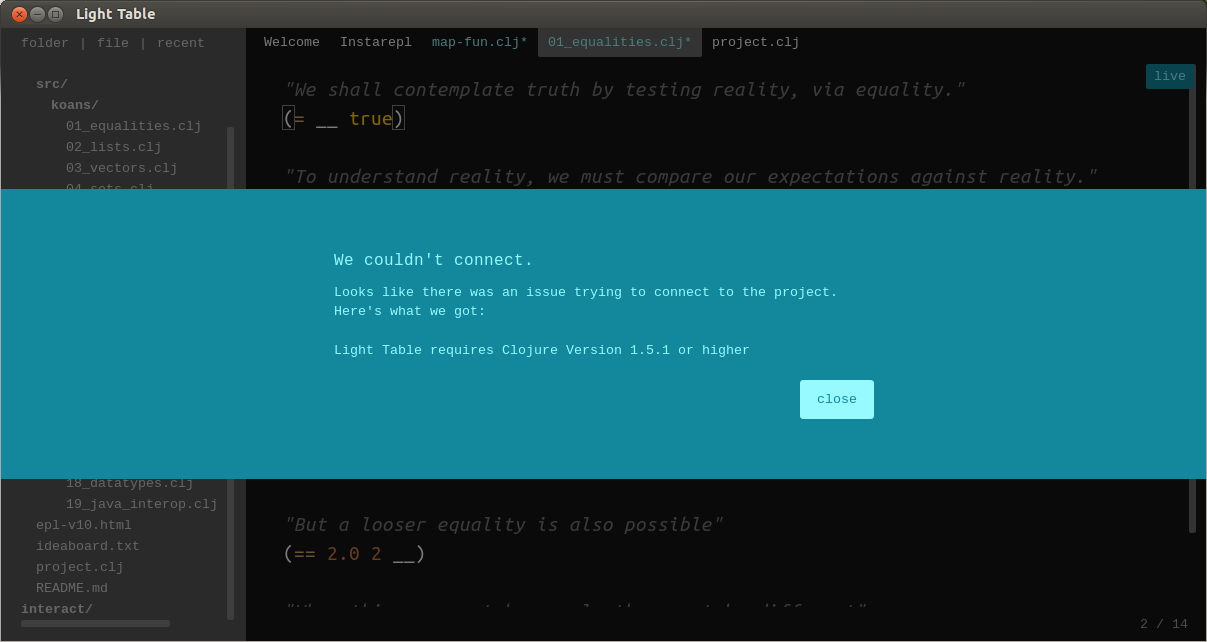 Light Table
folder | file | recent
Welcome Instarepl map-fun.clj* 01_equalities.clj* project.clj
live
src/
koans/
01_equalities.clj
02_lists.clj
03_vectors.clj
04_sets.clj
"We shall contemplate truth by testing reality, via equality."
(= __ true)
"To understand reality, we must compare our expectations against reality."
We couldn't connect.
Looks like there was an issue trying to connect to the project.
Here's what we got:
Light Table requires Clojure Version 1.5.1 or higher
close
18_datatypes.clj
19_java_interop.clj
epl-v10.html
ideaboard.txt
project.clj
README.md
interact/
"But a looser equality is also possible"
(== 2.0 2 __)
2 / 14